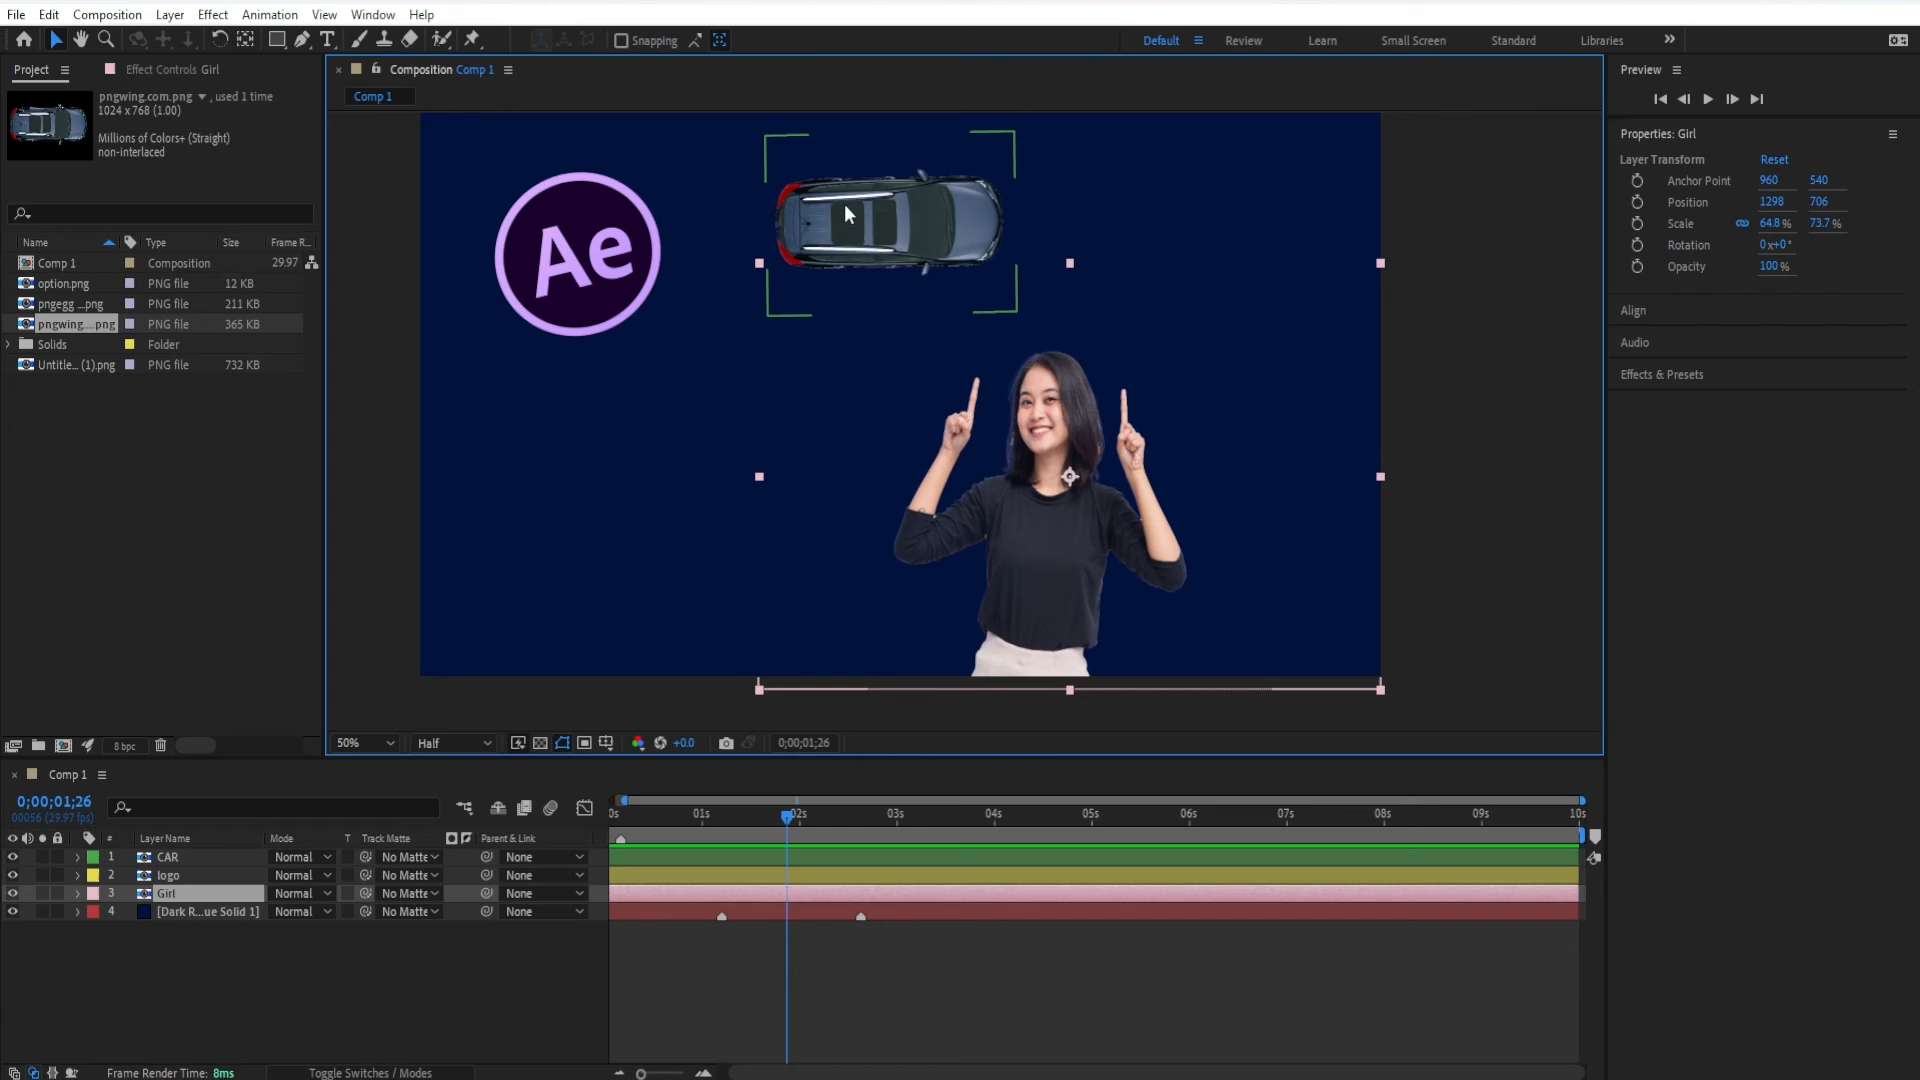 File Edit Composition Layer Effect Animation View Window Help
Snapping
Default Review Learn Small Screen Standard Libraries
Project Effect Controls Girl
pngwing.com.png , used 1 time
1024 x 768 (1.00)
Millions of Colors+ (Straight)
non-interlaced
Name Type Size Frame R...
Comp 1 Composition 29.97
option.png PNG file 12 KB
pngegg ...png PNG file 211 KB
pngwing....png PNG file 365 KB
Solids Folder
Untitle... (1).png PNG file 732 KB
8 bpc
Composition Comp 1
Comp 1
Ae
50% Half +0.0 0;00;01;26
Preview
Properties: Girl
Layer Transform Reset
Anchor Point 960 540
Position 1298 706
Scale 64.8 % 73.7 %
Rotation 0x+0°
Opacity 100 %
Align
Audio
Effects & Presets
Comp 1
0;00;01;26
00056 (29.97 fps)
0s 01s 02s 03s 04s 05s 06s 07s 08s 09s 10s
# Layer Name Mode T Track Matte Parent & Link
1 CAR Normal No Matte None
2 logo Normal No Matte None
3 Girl Normal No Matte None
4 [Dark R...ue Solid 1] Normal No Matte None
Frame Render Time: 8ms Toggle Switches / Modes